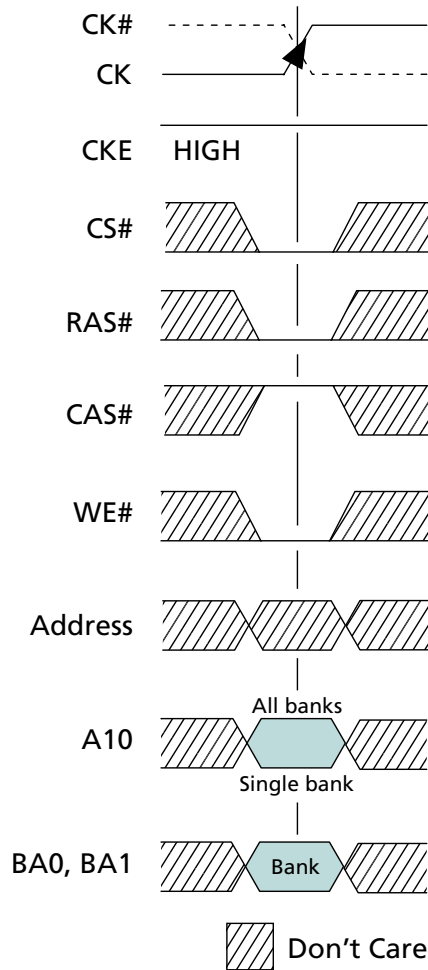 CK#
CK
CKE HIGH
CS#
RAS#
CAS#
WE#
Address
All banks
A10
Single bank
BA0, BA1 Bank
Don't Care